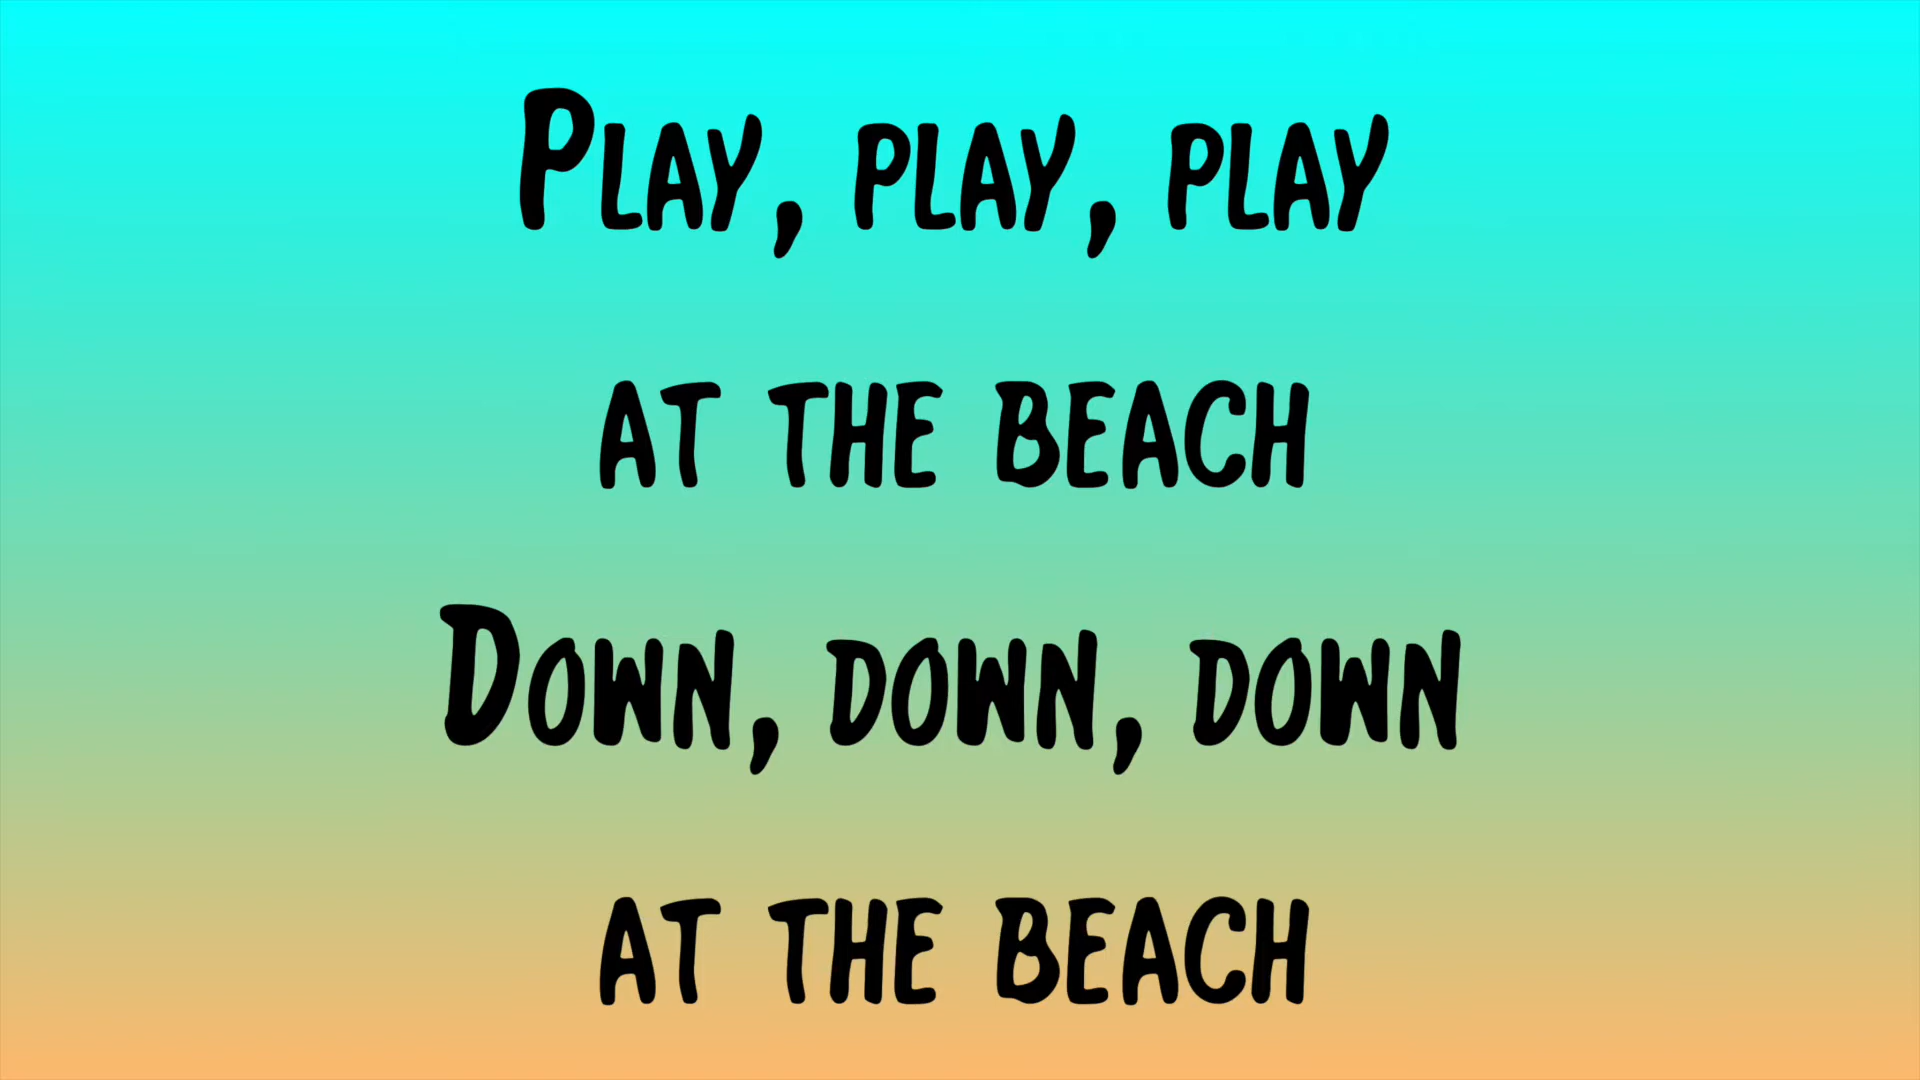 Play, play, play
at the beach
Down, down, down
at the beach